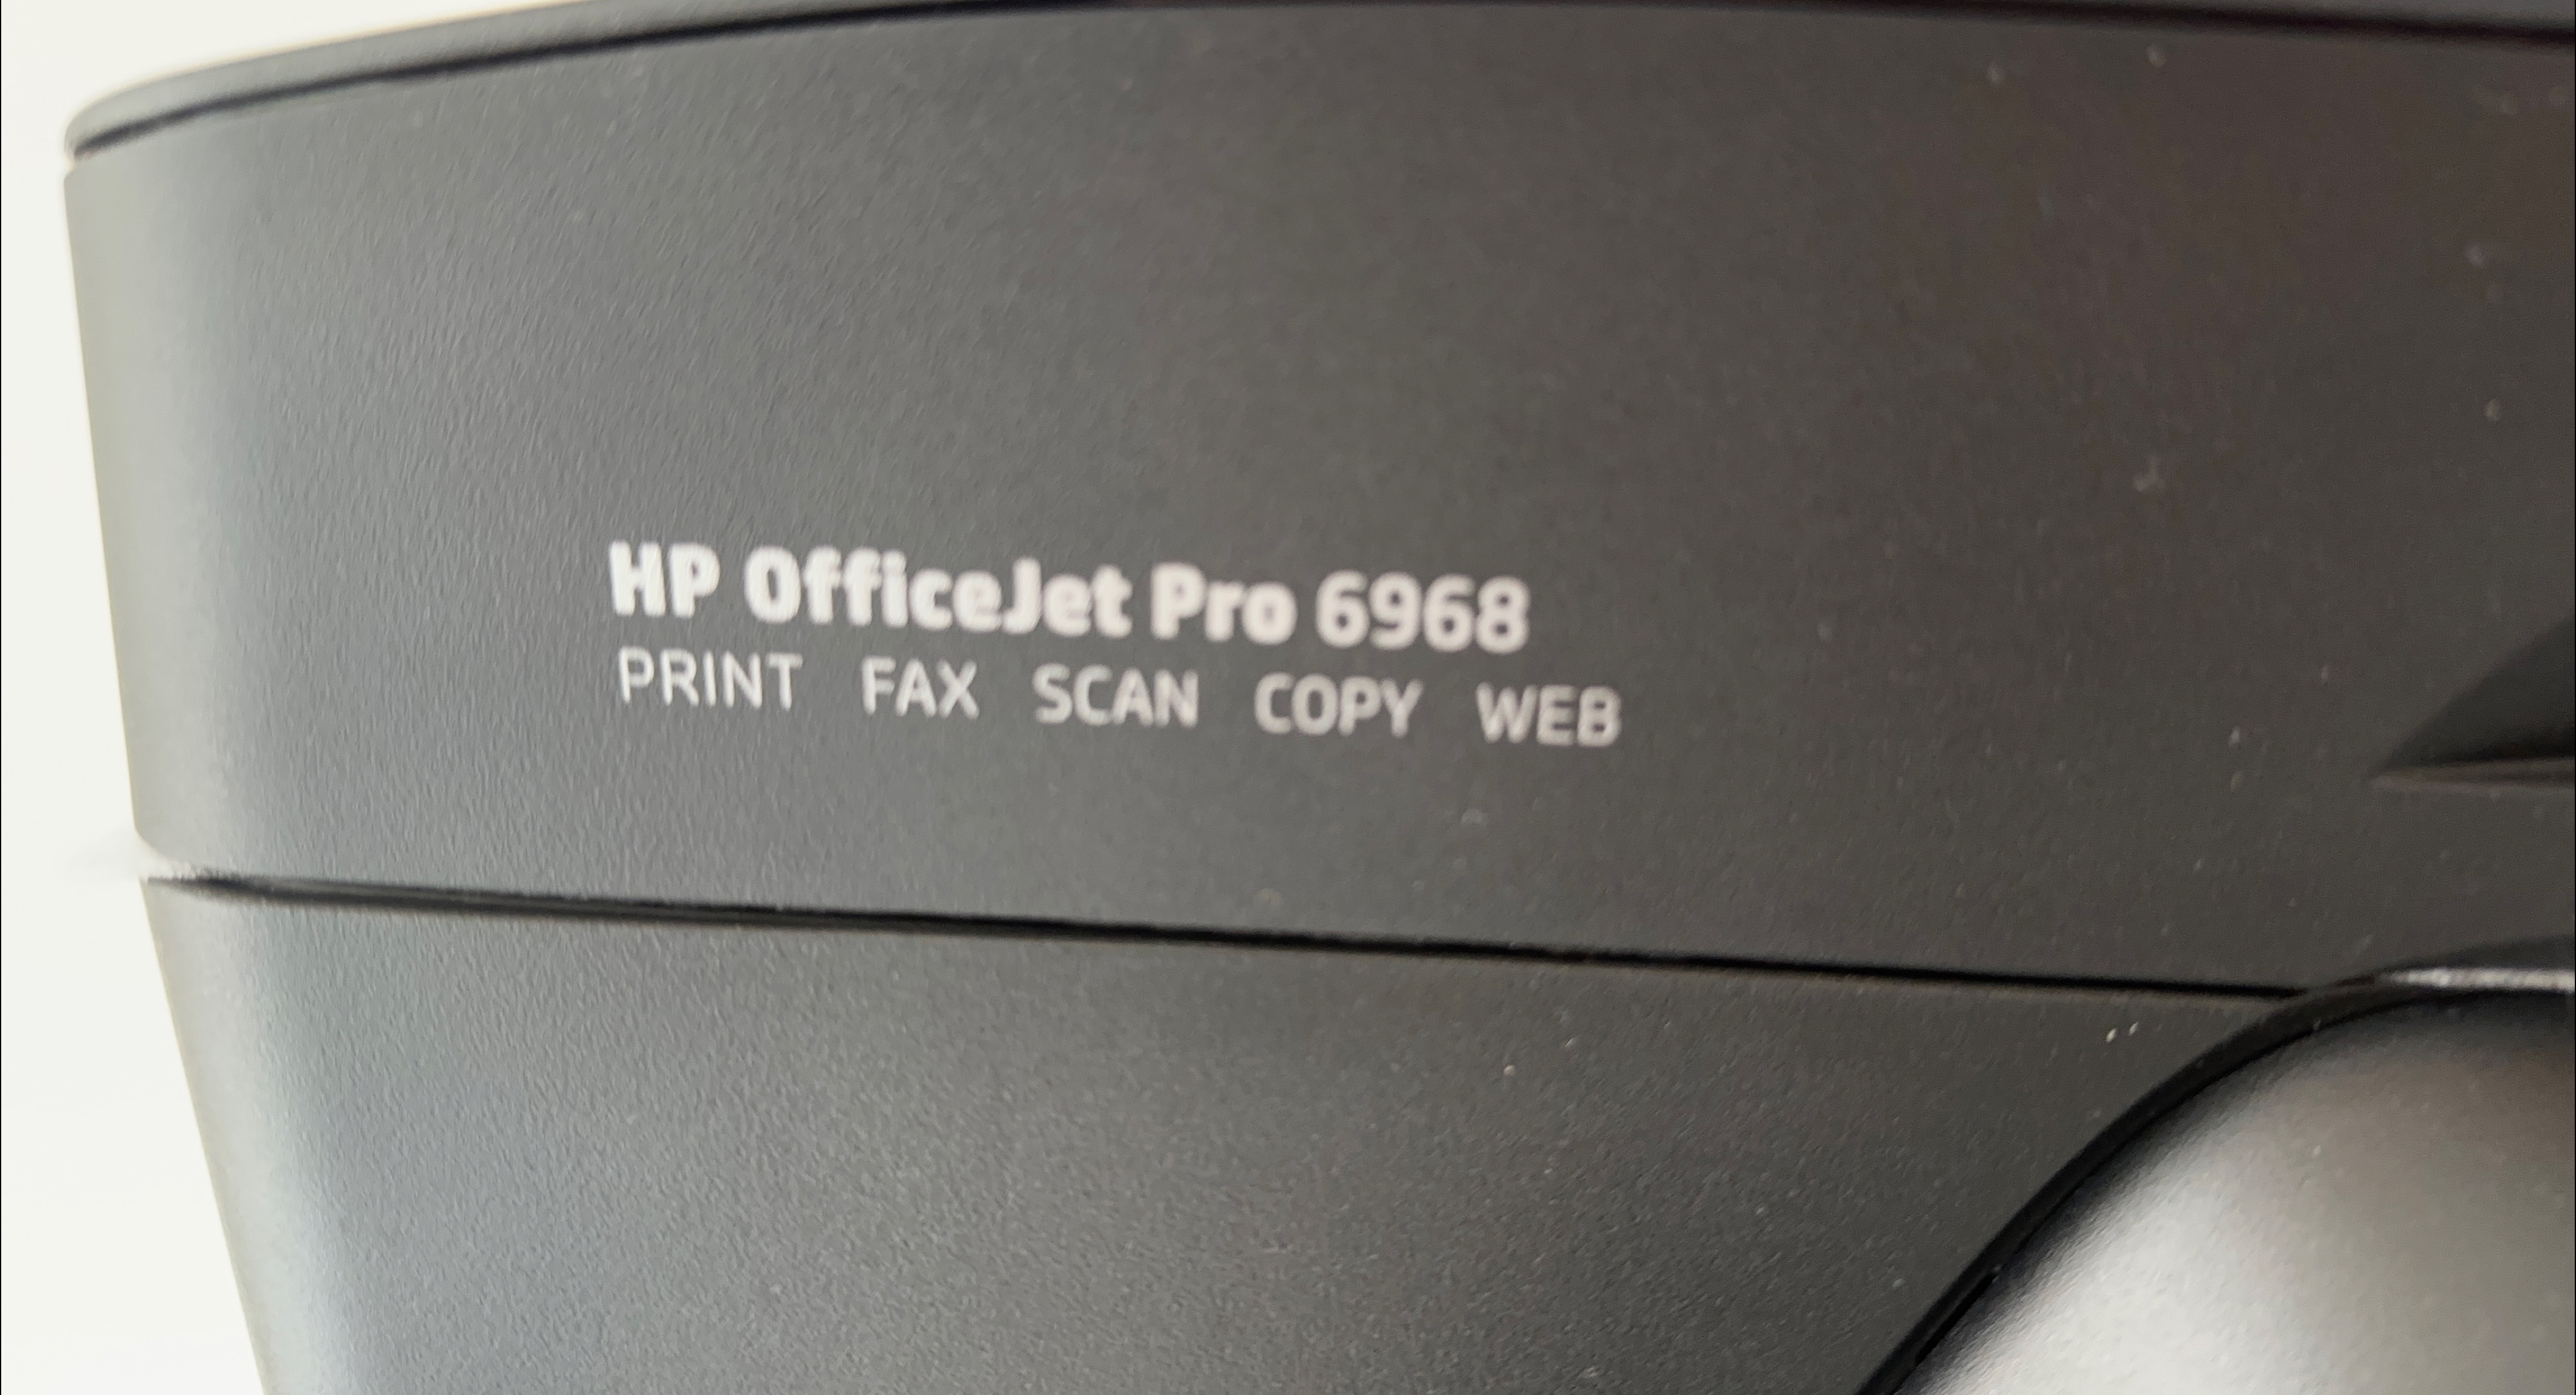 HP OfficeJet Pro 6968
PRINT FAX SCAN COPY WEB